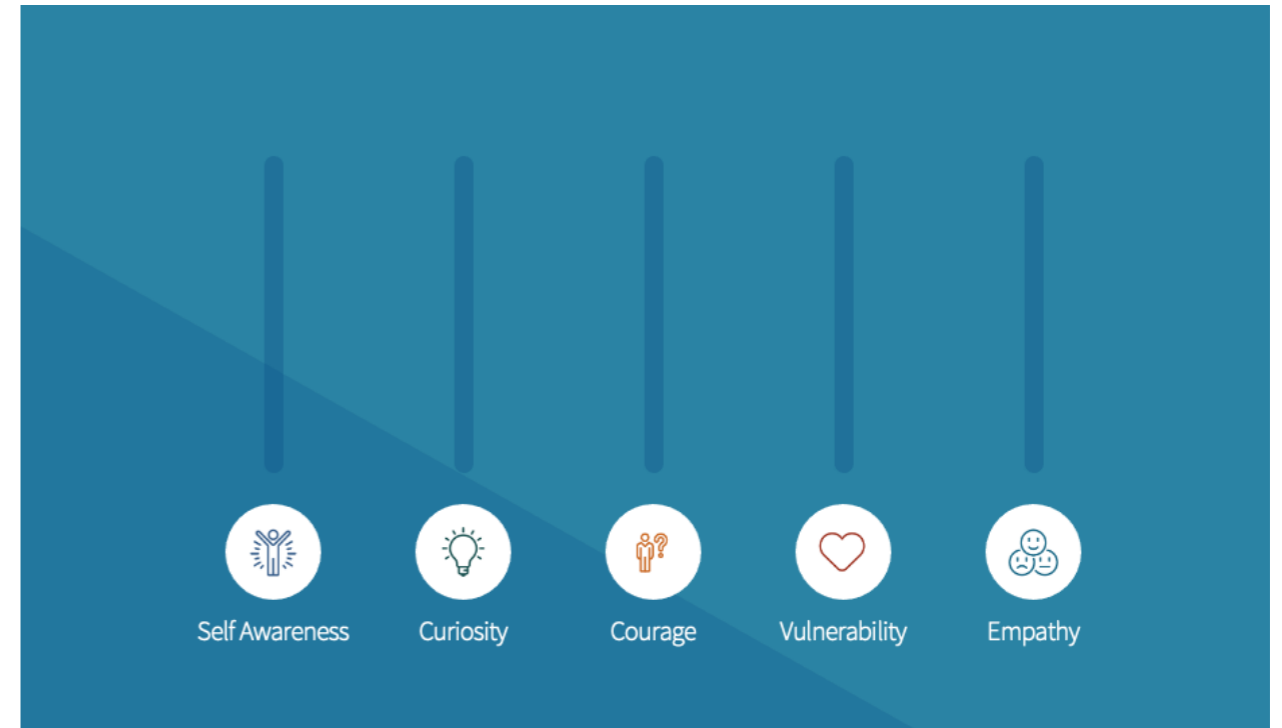 Self Awareness
Curiosity
Courage
Vulnerability
Empathy